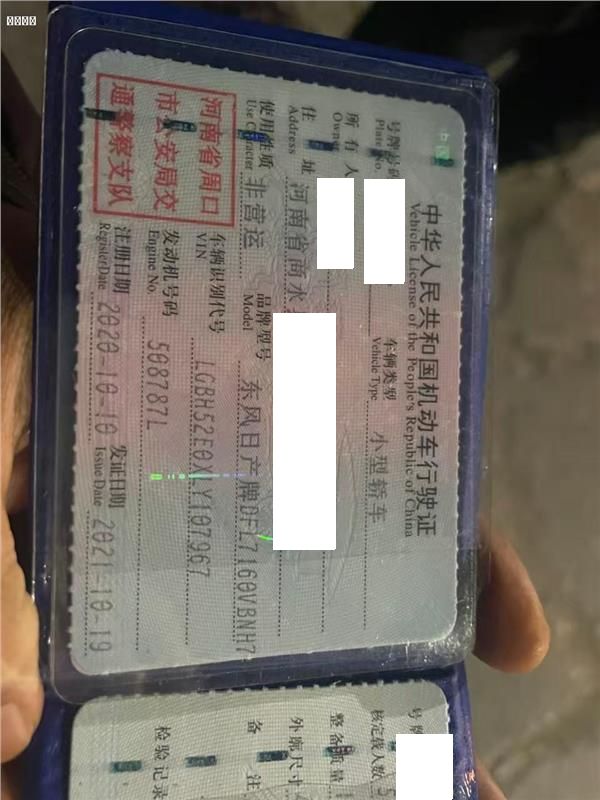 中华人民共和国机动车行驶证
Vehicle License of the People's Republic of China
号牌号码
Plate No.
车辆类型 小型轿车
Vehicle Type
所有人
Owner
住 址 河南省商水
Address
使用性质 非营运
Use Character
品牌型号 东风日产牌DFL7160VBNH7
Model
河南省周口
市公安局交
通警察支队
车辆识别代号 LGBH52E0XLY107967
VIN
发动机号码 508787L
Engine No.
注册日期 2020-10-10
Register Date
发证日期 2021-10-19
Issue Date
号牌
核定载人数 5
整备质量
外廓尺寸
备 注
检验记录